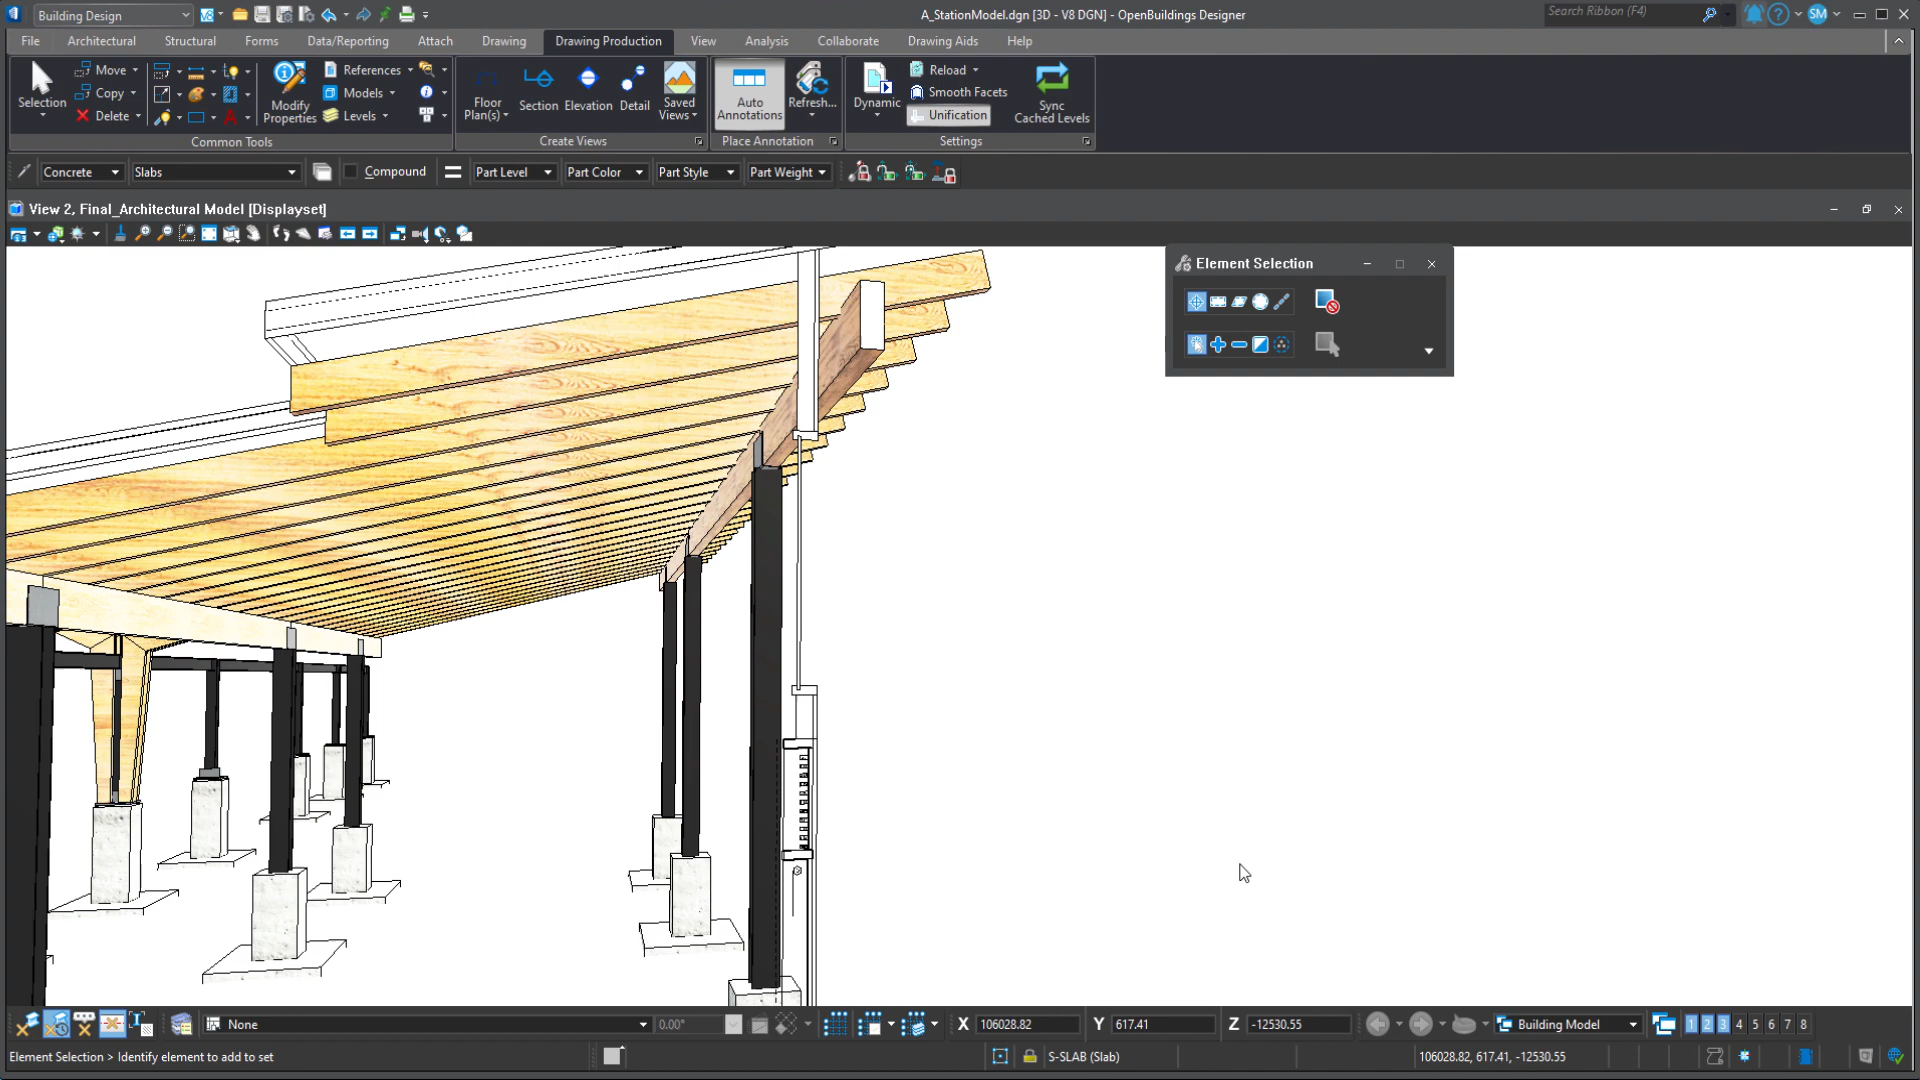 Building Design
A_StationModel.dgn [3D - V8 DGN] - OpenBuildings Designer
Search Ribbon (F4)
SM
File Architectural Structural Forms Data/Reporting Attach Drawing Drawing Production View Analysis Collaborate Drawing Aids Help
Selection
Move
Copy
Delete
Modify Properties
References
Models
Levels
Common Tools
Floor Plan(s)
Section
Elevation
Detail
Saved Views
Create Views
Auto Annotations
Refresh...
Place Annotation
Dynamic
Reload
Smooth Facets
Unification
Sync Cached Levels
Settings
Concrete Slabs Compound Part Level Part Color Part Style Part Weight
View 2, Final_Architectural Model [Displayset]
Element Selection
None 0.00° X 106028.82 Y 617.41 Z -12530.55 Building Model 1 2 3 4 5 6 7 8
Element Selection > Identify element to add to set S-SLAB (Slab) 106028.82, 617.41, -12530.55